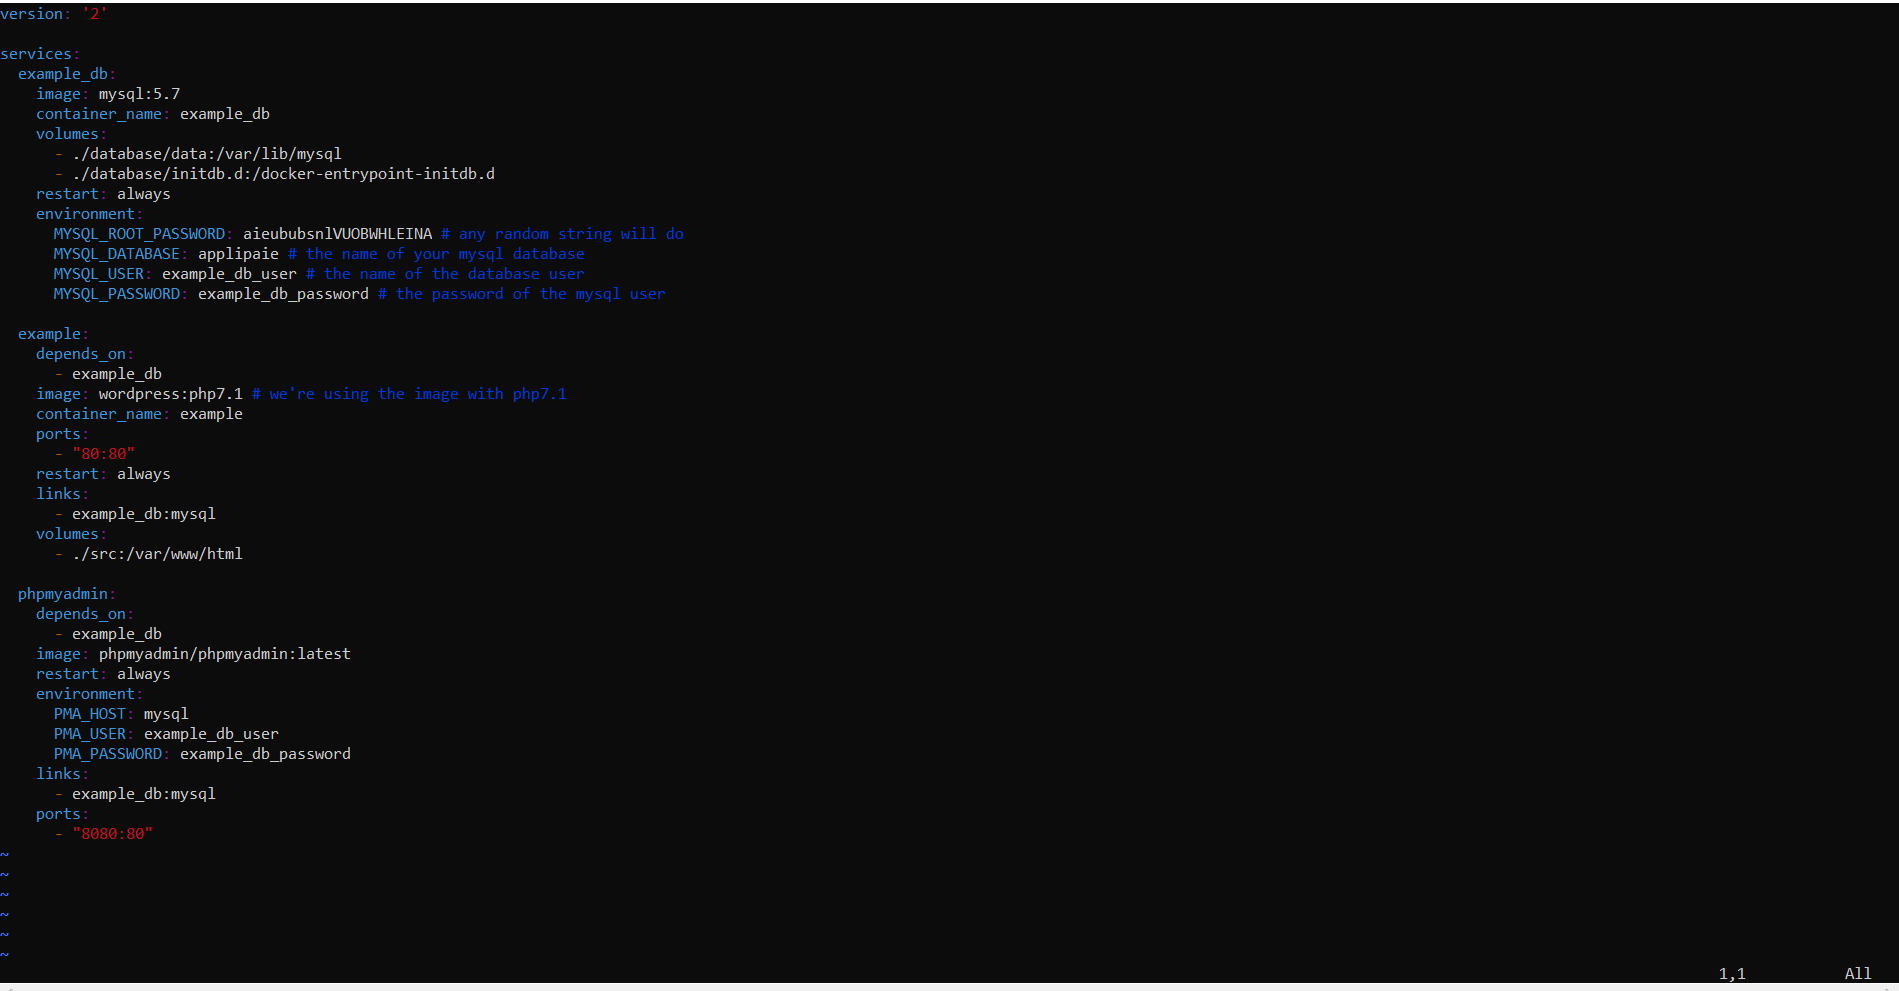 version: '2'

services:
  example_db:
    image: mysql:5.7
    container_name: example_db
    volumes:
      - ./database/data:/var/lib/mysql
      - ./database/initdb.d:/docker-entrypoint-initdb.d
    restart: always
    environment:
      MYSQL_ROOT_PASSWORD: aieububsnlVUOBWHLEINA # any random string will do
      MYSQL_DATABASE: applipaie # the name of your mysql database
      MYSQL_USER: example_db_user # the name of the database user
      MYSQL_PASSWORD: example_db_password # the password of the mysql user

  example:
    depends_on:
      - example_db
    image: wordpress:php7.1 # we're using the image with php7.1
    container_name: example
    ports:
      - "80:80"
    restart: always
    links:
      - example_db:mysql
    volumes:
      - ./src:/var/www/html

  phpmyadmin:
    depends_on:
      - example_db
    image: phpmyadmin/phpmyadmin:latest
    restart: always
    environment:
      PMA_HOST: mysql
      PMA_USER: example_db_user
      PMA_PASSWORD: example_db_password
    links:
      - example_db:mysql
    ports:
      - "8080:80"
~
~
~
~
~
~
1,1 All